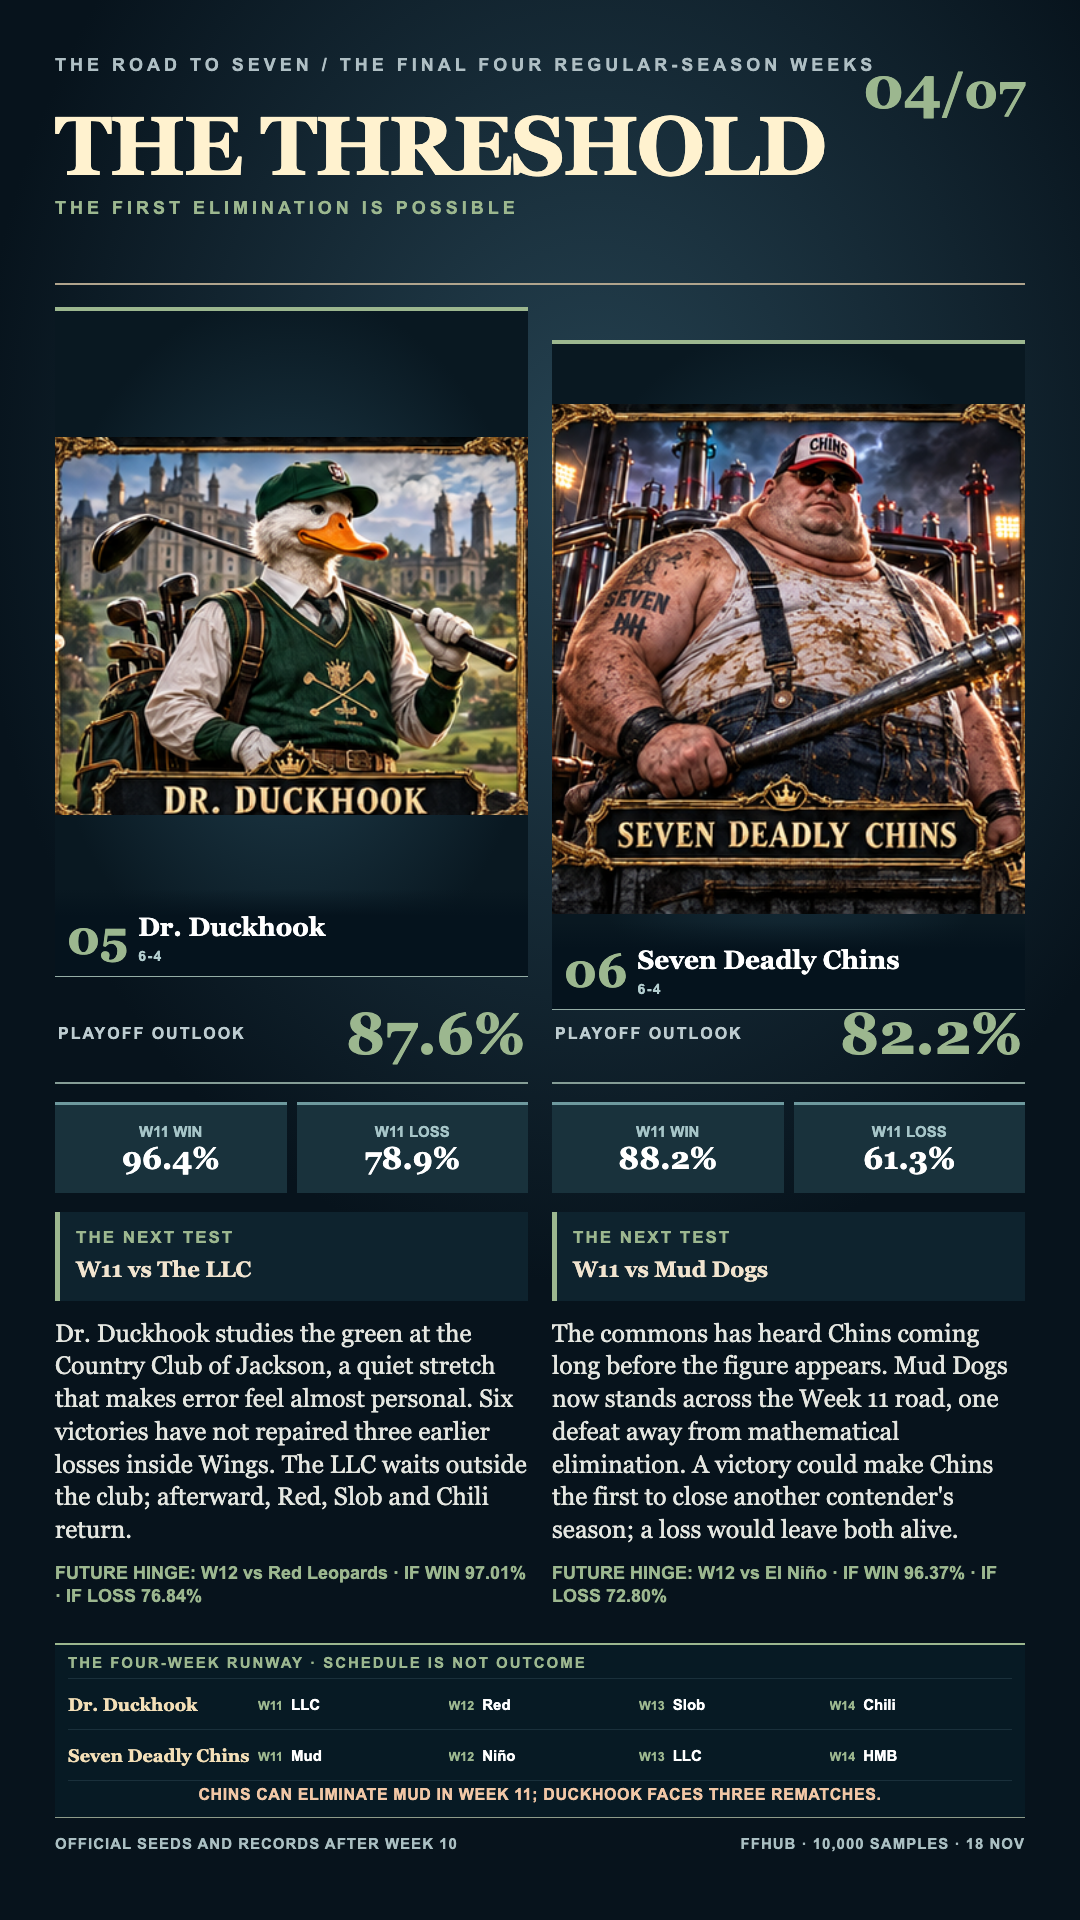 THE ROAD TO SEVEN / THE FINAL FOUR REGULAR-SEASON WEEKS
04/07
THE THRESHOLD
THE FIRST ELIMINATION IS POSSIBLE
DR. DUCKHOOK
05 Dr. Duckhook
6-4
PLAYOFF OUTLOOK 87.6%
W11 WIN
96.4%
W11 LOSS
78.9%
THE NEXT TEST
W11 vs The LLC
Dr. Duckhook studies the green at the
Country Club of Jackson, a quiet stretch
that makes error feel almost personal. Six
victories have not repaired three earlier
losses inside Wings. The LLC waits outside
the club; afterward, Red, Slob and Chili
return.
FUTURE HINGE: W12 vs Red Leopards · IF WIN 97.01%
· IF LOSS 76.84%
CHINS
SEVEN
SEVEN DEADLY CHINS
06 Seven Deadly Chins
6-4
PLAYOFF OUTLOOK 82.2%
W11 WIN
88.2%
W11 LOSS
61.3%
THE NEXT TEST
W11 vs Mud Dogs
The commons has heard Chins coming
long before the figure appears. Mud Dogs
now stands across the Week 11 road, one
defeat away from mathematical
elimination. A victory could make Chins
the first to close another contender's
season; a loss would leave both alive.
FUTURE HINGE: W12 vs El Niño · IF WIN 96.37% · IF
LOSS 72.80%
THE FOUR-WEEK RUNWAY · SCHEDULE IS NOT OUTCOME
Dr. Duckhook W11 LLC W12 Red W13 Slob W14 Chili
Seven Deadly Chins W11 Mud W12 Niño W13 LLC W14 HMB
CHINS CAN ELIMINATE MUD IN WEEK 11; DUCKHOOK FACES THREE REMATCHES.
OFFICIAL SEEDS AND RECORDS AFTER WEEK 10
FFHUB · 10,000 SAMPLES · 18 NOV